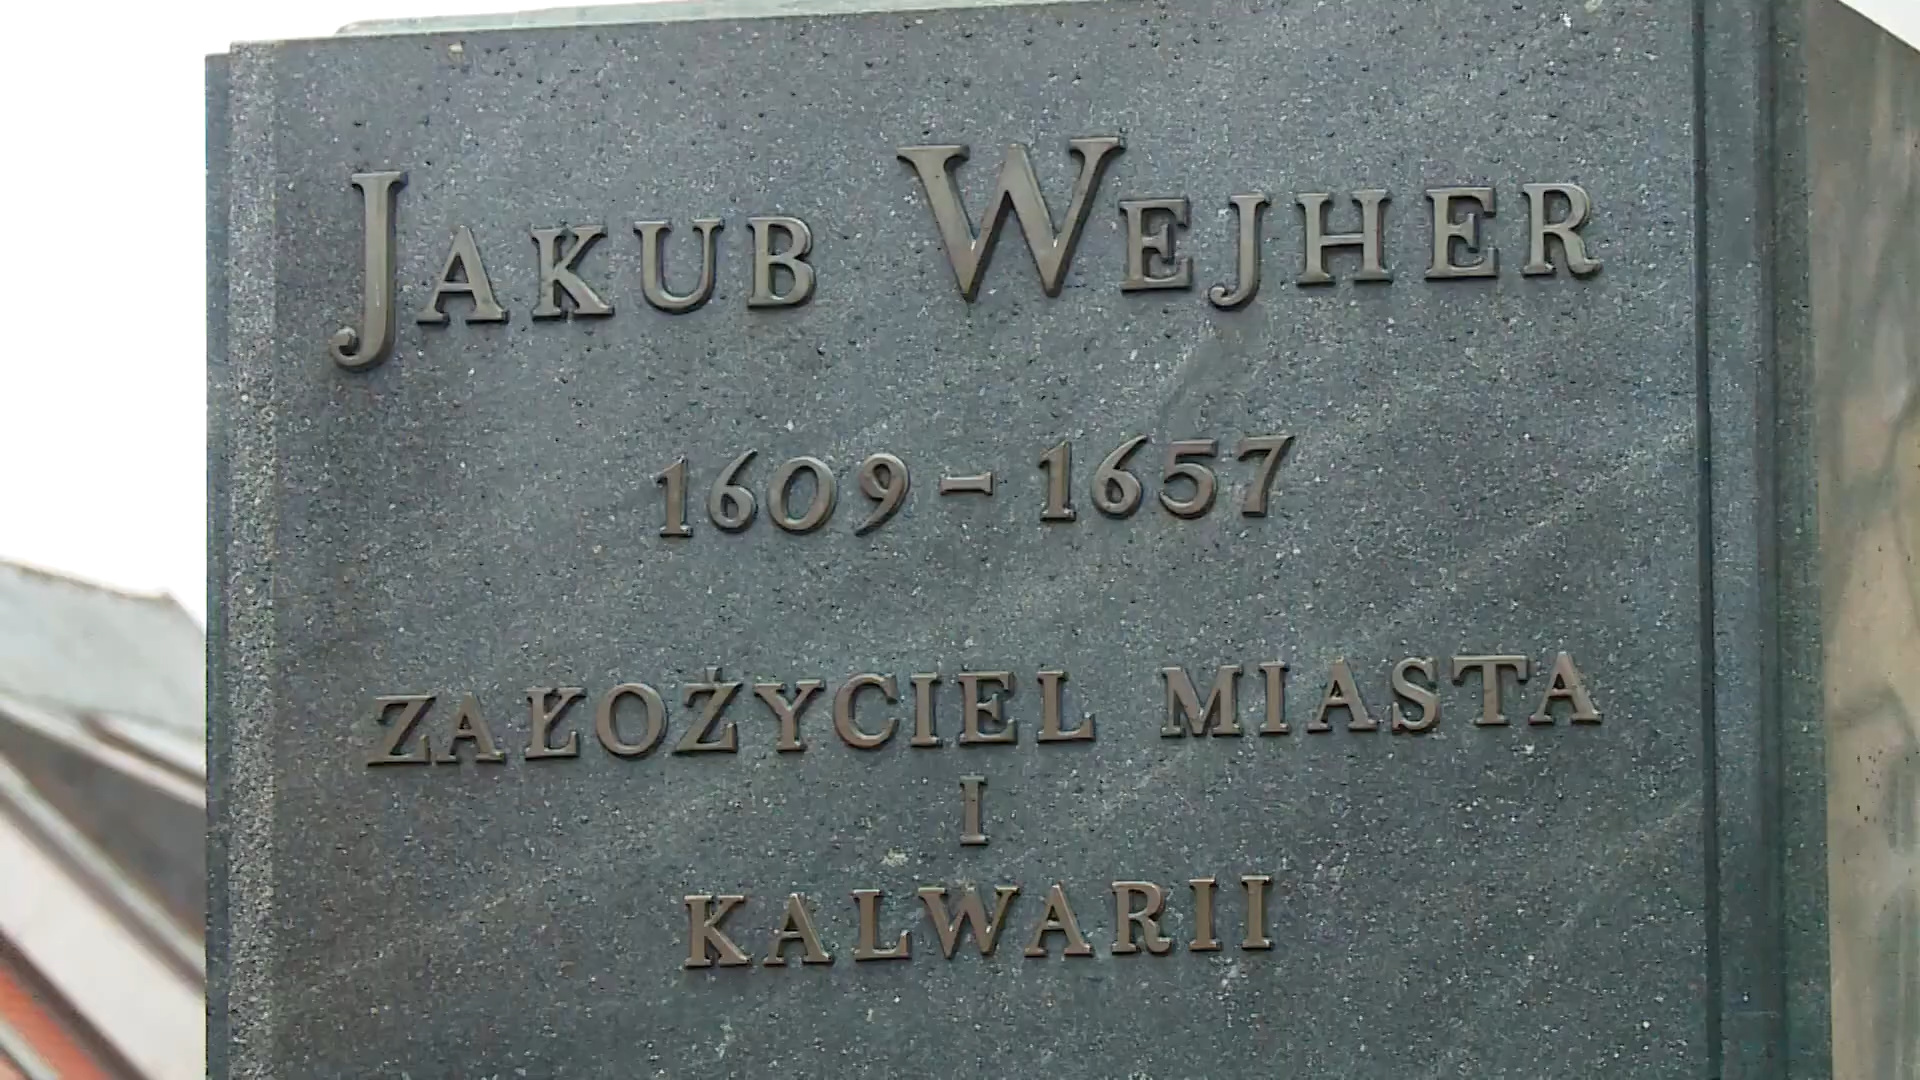 JAKUB WEJHER
1609-1657
ZAŁOŻYCIEL MIASTA
I
KALWARII